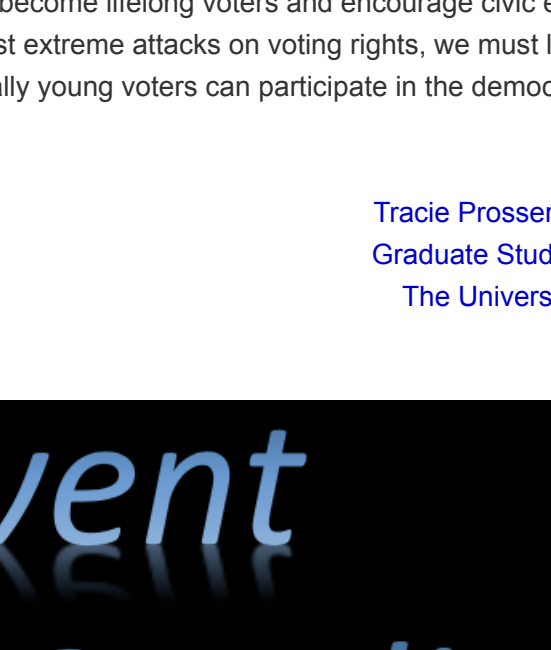 become lifelong voters and encourage civic e
st extreme attacks on voting rights, we must l
ally young voters can participate in the democ
Tracie Prosser
Graduate Stud
The Univers
vent